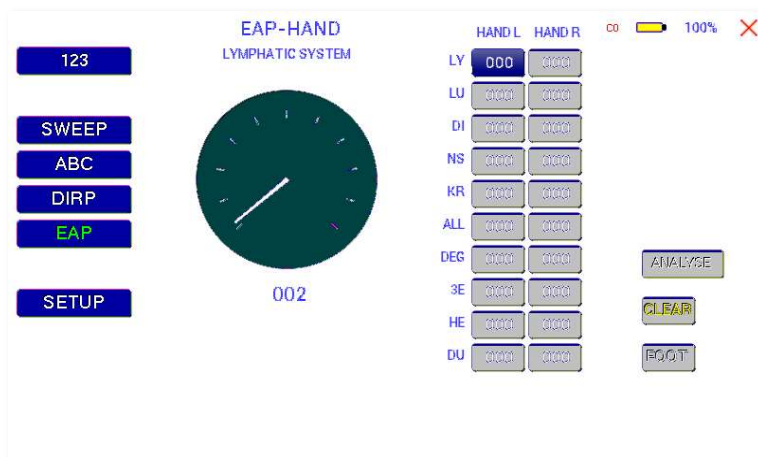 EAP-HAND
LYMPHATIC SYSTEM
HAND L HAND R
C0 100%
123
SWEEP
ABC
DIRP
EAP
SETUP
002
LY 000 000
LU 000 000
DI 000 000
NS 000 000
KR 000 000
ALL 000 000
DEG 000 000
3E 000 000
HE 000 000
DU 000 000
ANALYSE
CLEAR
FOOT